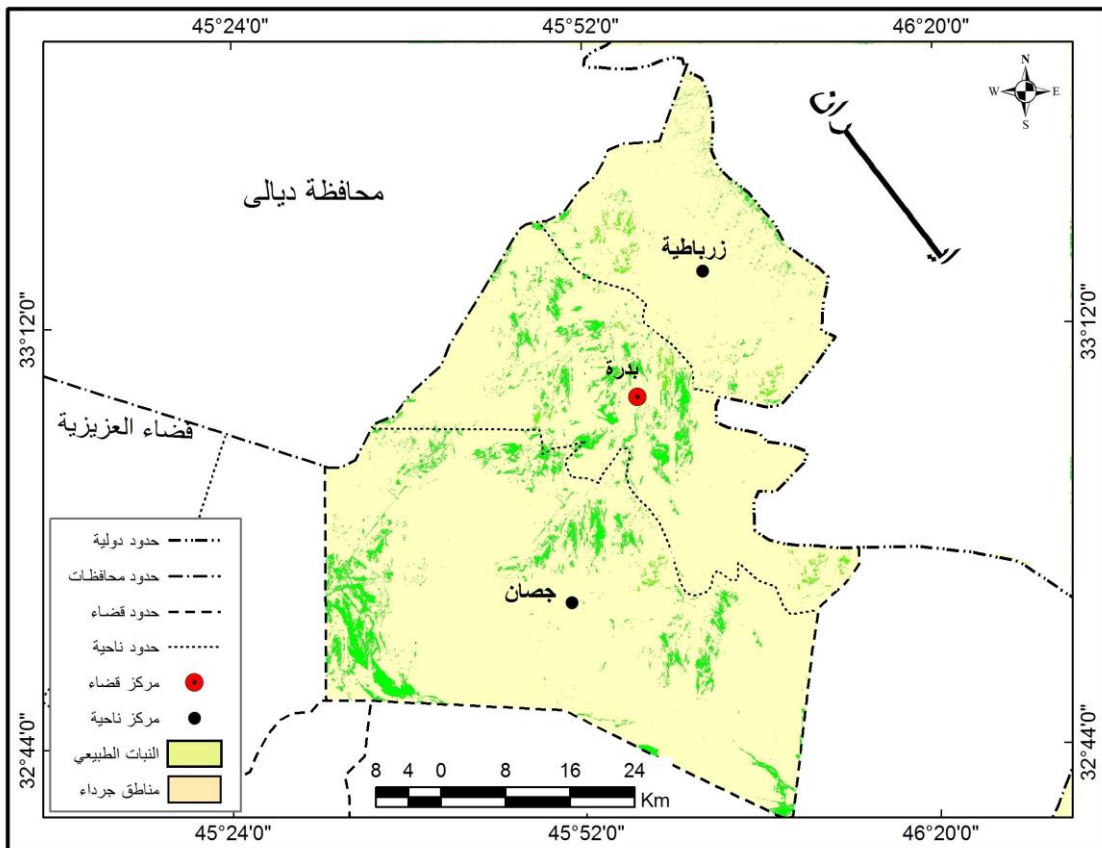 45°24'0" 45°52'0" 46°20'0"
N
W E
S
محافظة ديالى
زرباطية
33°12'0" 33°12'0"
بدرة
قضاء العزيزية
حدود دولية
حدود محافظات
جصان
حدود قضاء
حدود ناحية
مركز قضاء
مركز ناحية
32°44'0" 32°44'0"
النبات الطبيعي
8 4 0 8 16 24
مناطق جرداء
Km
45°24'0" 45°52'0" 46°20'0"